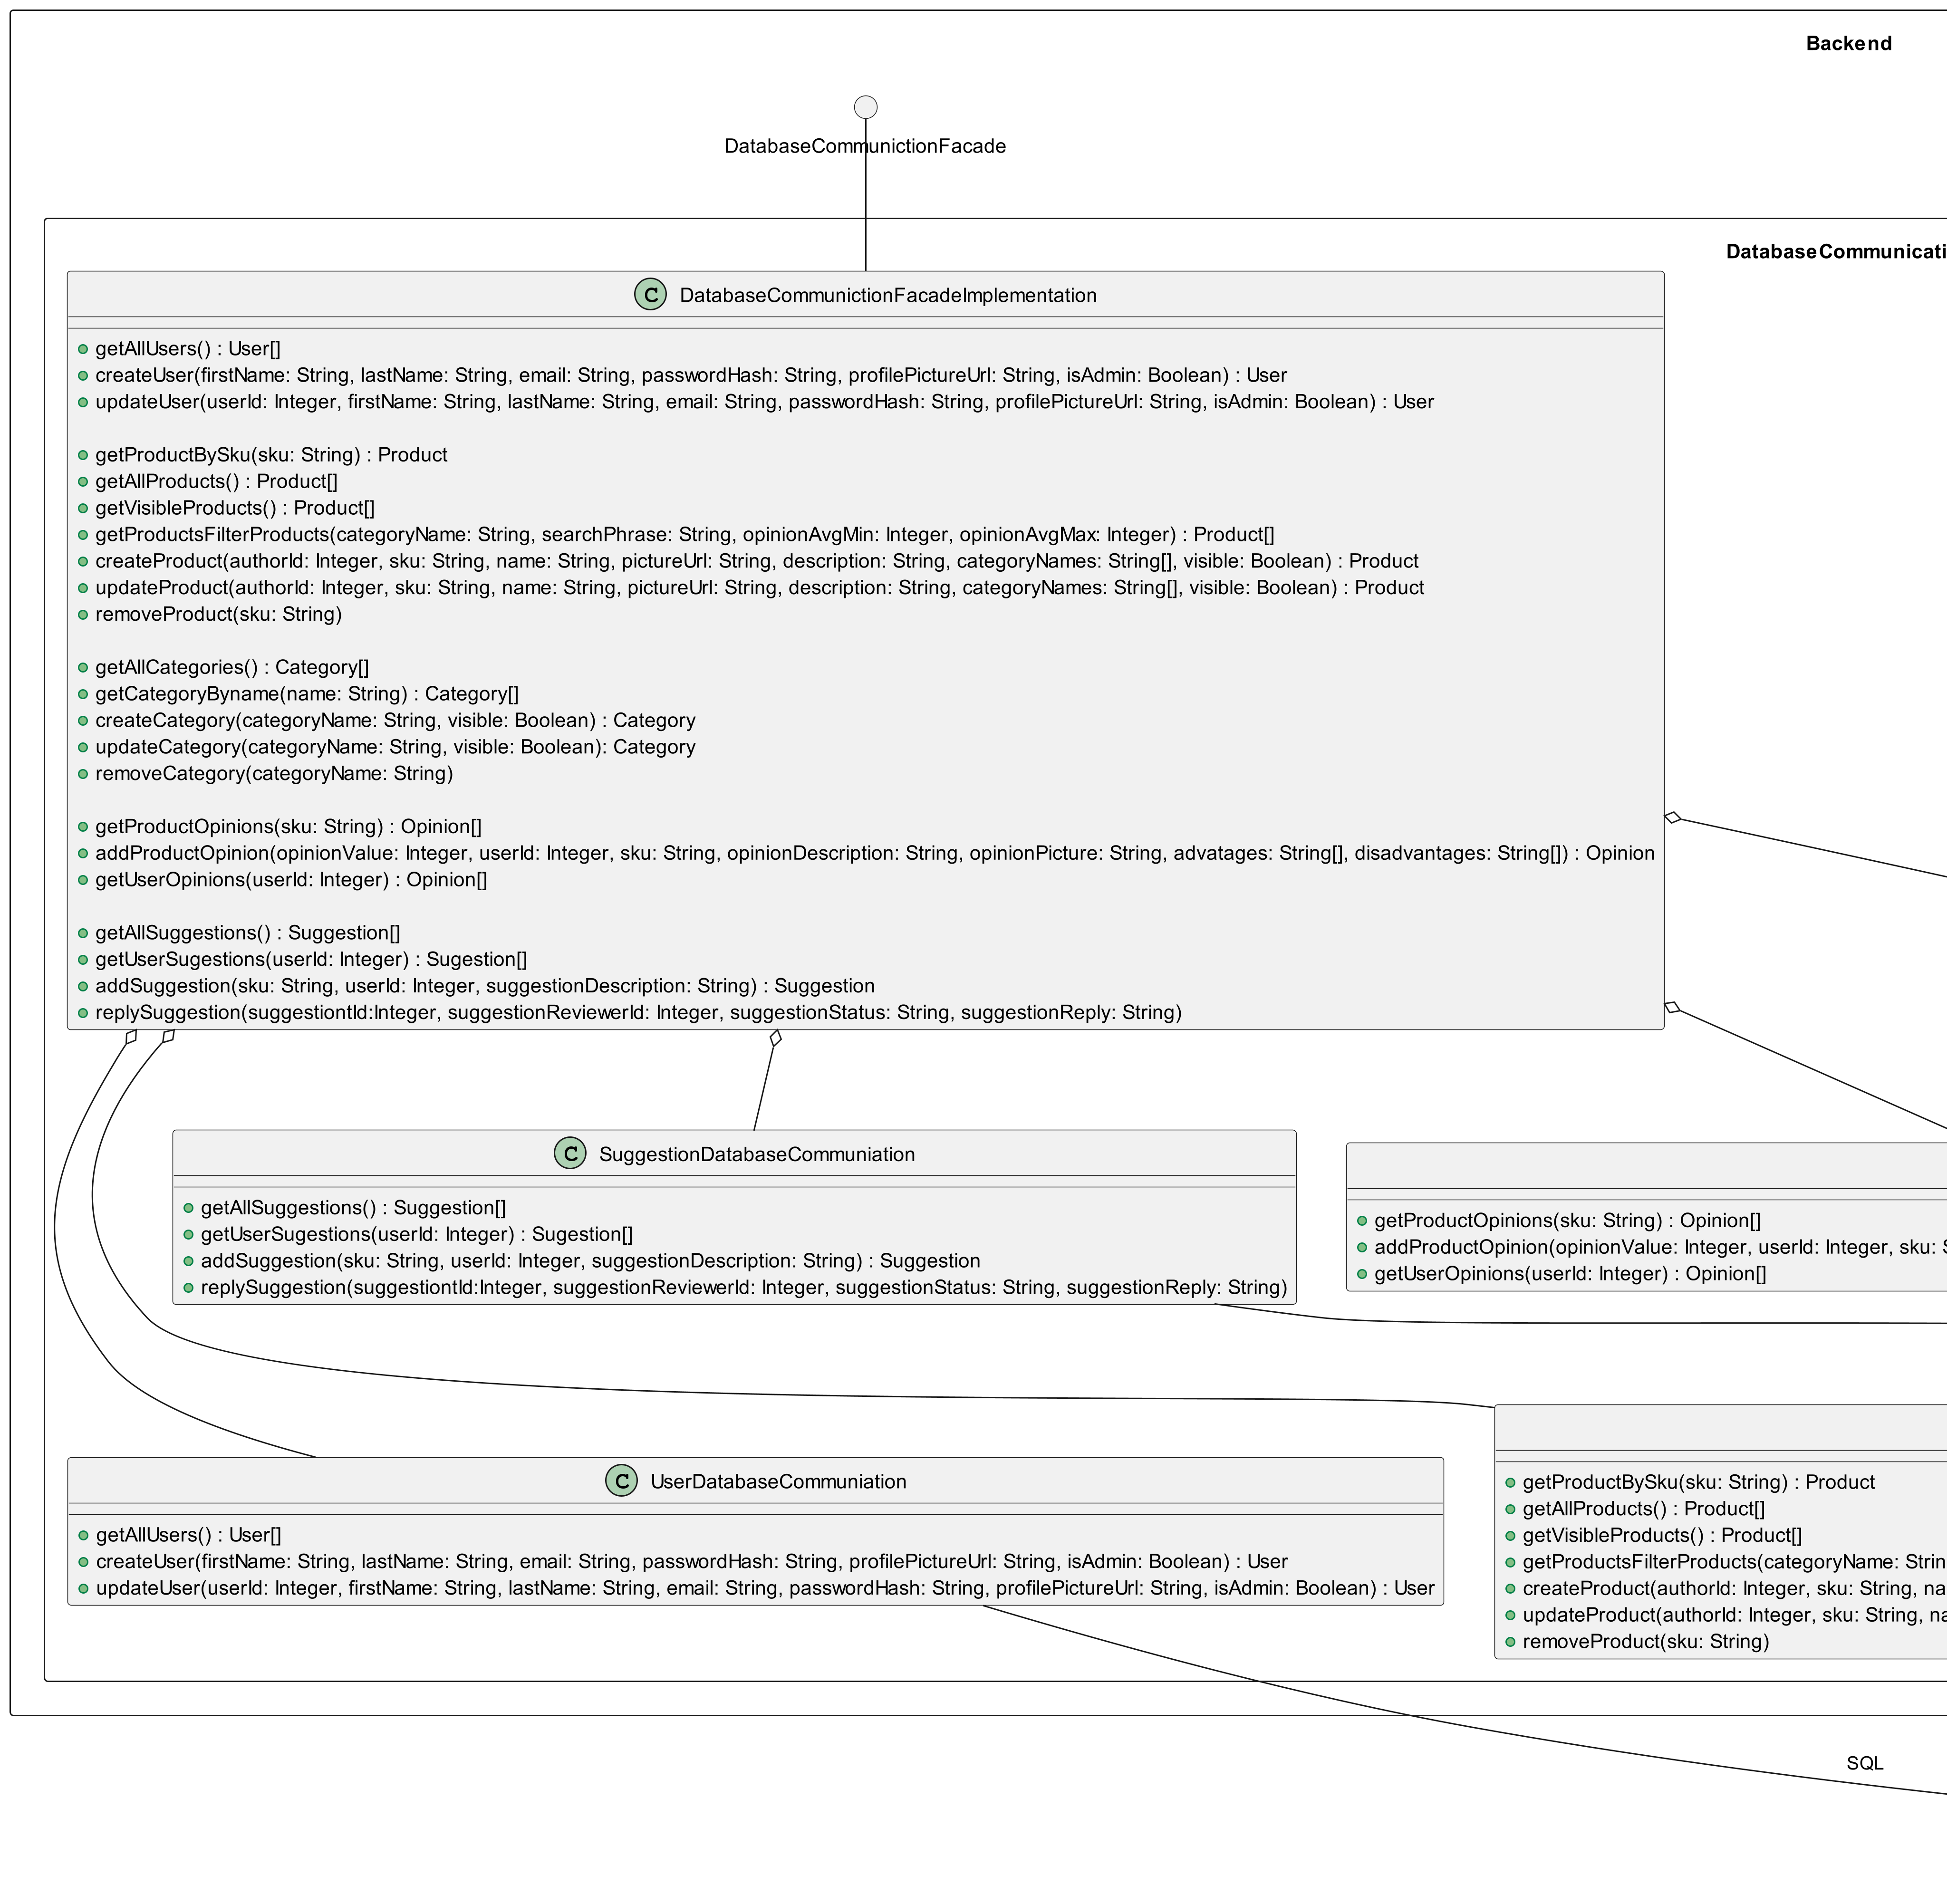 Backend
DatabaseCommunictionFacade
DatabaseCommunicati
C DatabaseCommunictionFacadeImplementation
getAllUsers() : User[]
createUser(firstName: String, lastName: String, email: String, passwordHash: String, profilePictureUrl: String, isAdmin: Boolean) : User
updateUser(userId: Integer, firstName: String, lastName: String, email: String, passwordHash: String, profilePictureUrl: String, isAdmin: Boolean) : User
getProductBySku(sku: String) : Product
getAllProducts() : Product[]
getVisibleProducts() : Product[]
getProductsFilterProducts(categoryName: String, searchPhrase: String, opinionAvgMin: Integer, opinionAvgMax: Integer) : Product[]
createProduct(authorId: Integer, sku: String, name: String, pictureUrl: String, description: String, categoryNames: String[], visible: Boolean) : Product
updateProduct(authorId: Integer, sku: String, name: String, pictureUrl: String, description: String, categoryNames: String[], visible: Boolean) : Product
removeProduct(sku: String)
getAllCategories() : Category[]
getCategoryByname(name: String) : Category[]
createCategory(categoryName: String, visible: Boolean) : Category
updateCategory(categoryName: String, visible: Boolean): Category
removeCategory(categoryName: String)
getProductOpinions(sku: String) : Opinion[]
addProductOpinion(opinionValue: Integer, userId: Integer, sku: String, opinionDescription: String, opinionPicture: String, advatages: String[], disadvantages: String[]) : Opinion
getUserOpinions(userId: Integer) : Opinion[]
getAllSuggestions() : Suggestion[]
getUserSugestions(userId: Integer) : Sugestion[]
addSuggestion(sku: String, userId: Integer, suggestionDescription: String) : Suggestion
replySuggestion(suggestiontId:Integer, suggestionReviewerId: Integer, suggestionStatus: String, suggestionReply: String)
C SuggestionDatabaseCommuniation
getAllSuggestions() : Suggestion[]
getUserSugestions(userId: Integer) : Sugestion[]
addSuggestion(sku: String, userId: Integer, suggestionDescription: String) : Suggestion
replySuggestion(suggestiontId:Integer, suggestionReviewerId: Integer, suggestionStatus: String, suggestionReply: String)
getProductOpinions(sku: String) : Opinion[]
addProductOpinion(opinionValue: Integer, userId: Integer, sku: S
getUserOpinions(userId: Integer) : Opinion[]
C UserDatabaseCommuniation
getAllUsers() : User[]
createUser(firstName: String, lastName: String, email: String, passwordHash: String, profilePictureUrl: String, isAdmin: Boolean) : User
updateUser(userId: Integer, firstName: String, lastName: String, email: String, passwordHash: String, profilePictureUrl: String, isAdmin: Boolean) : User
getProductBySku(sku: String) : Product
getAllProducts() : Product[]
getVisibleProducts() : Product[]
getProductsFilterProducts(categoryName: Strin
createProduct(authorId: Integer, sku: String, na
updateProduct(authorId: Integer, sku: String, na
removeProduct(sku: String)
SQL